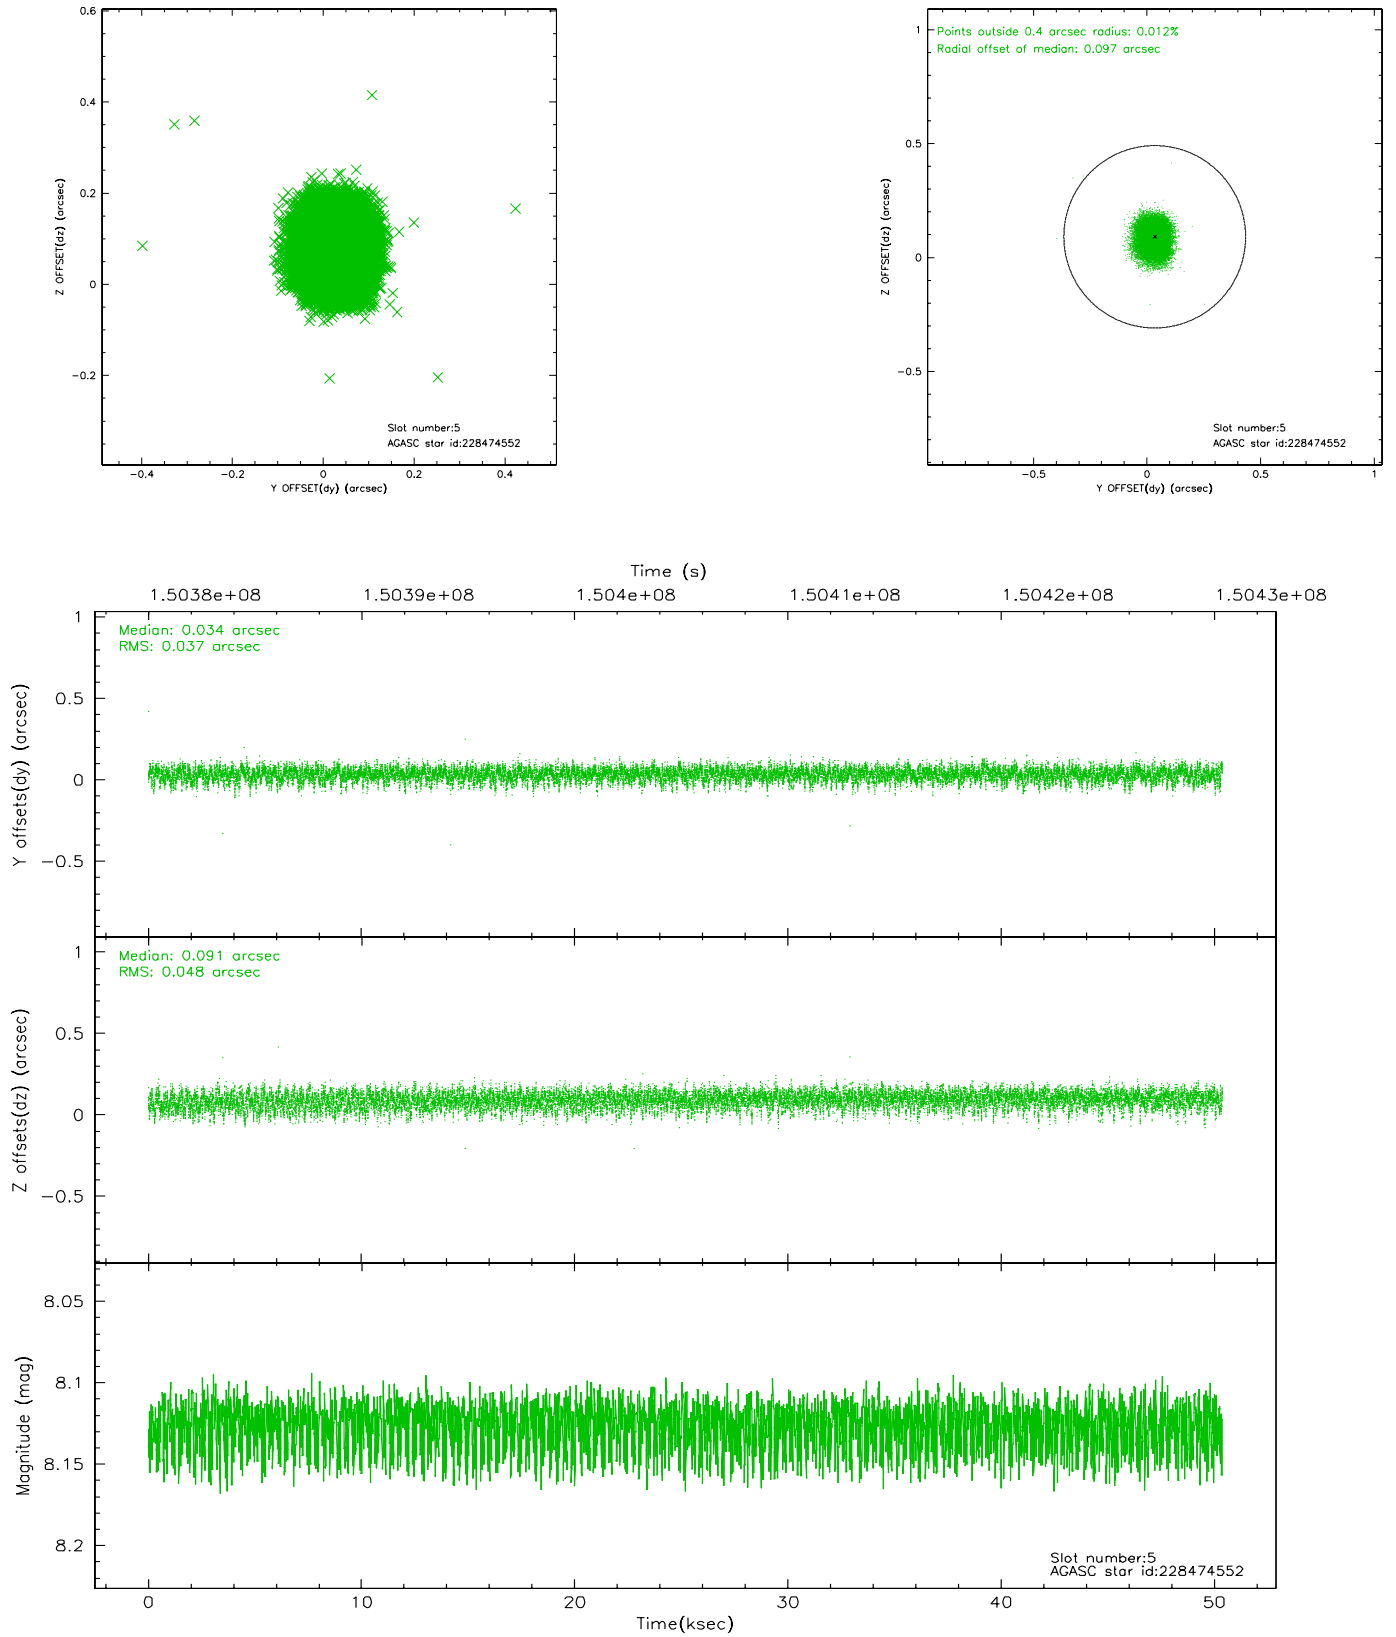 0.6
0.4
0.2
0
−0.2
Z OFFSET(dz) (arcsec)
−0.4 −0.2 0 0.2 0.4
Y OFFSET(dy) (arcsec)
Slot number:5
AGASC star id:228474552
Points outside 0.4 arcsec radius: 0.012%
Radial offset of median: 0.097 arcsec
1
0.5
0
−0.5
Z OFFSET(dz) (arcsec)
−0.5 0 0.5 1
Y OFFSET(dy) (arcsec)
Slot number:5
AGASC star id:228474552
Time (s)
1.5038e+08 1.5039e+08 1.504e+08 1.5041e+08 1.5042e+08 1.5043e+08
Median: 0.034 arcsec
RMS: 0.037 arcsec
1
0.5
0
−0.5
Y offsets(dy) (arcsec)
Median: 0.091 arcsec
RMS: 0.048 arcsec
1
0.5
0
−0.5
Z offsets(dz) (arcsec)
8.05
8.1
8.15
8.2
Magnitude (mag)
Slot number:5
AGASC star id:228474552
0 10 20 30 40 50
Time(ksec)